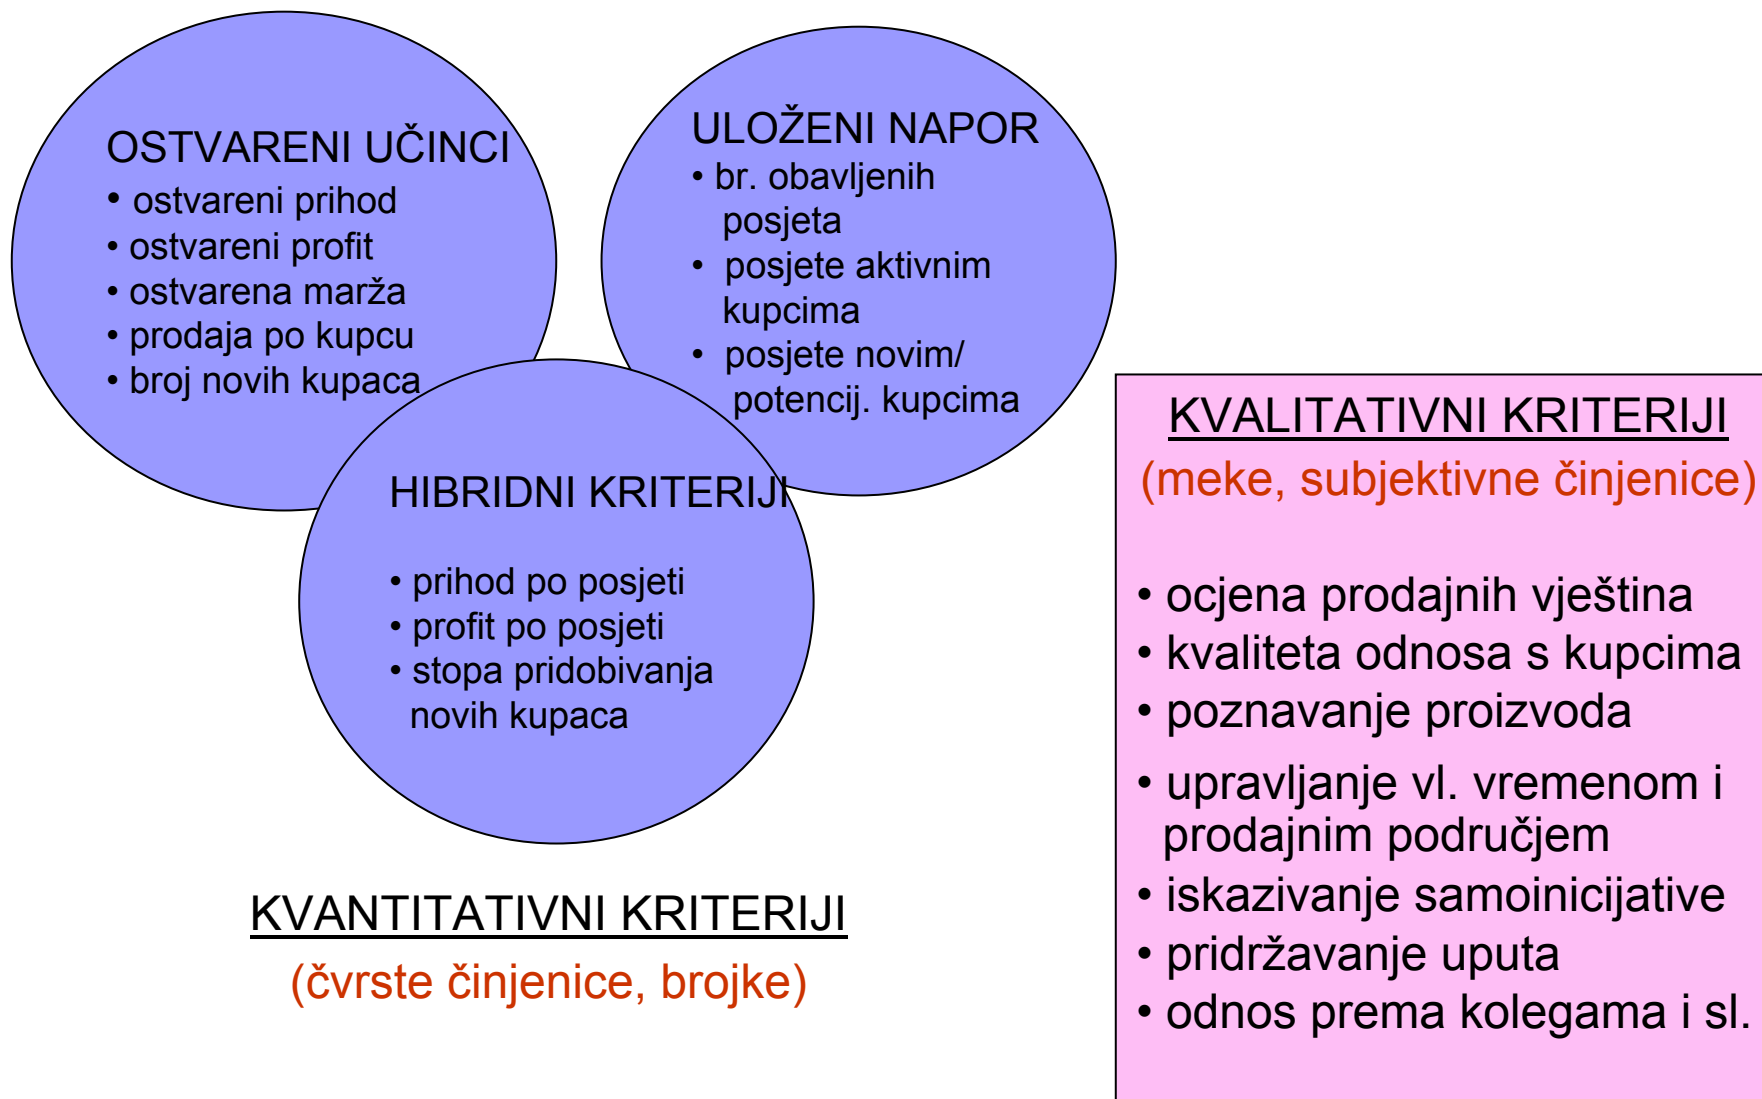 OSTVARENI UČINCI
• ostvareni prihod
• ostvareni profit
• ostvarena marža
• prodaja po kupcu
• broj novih kupaca
ULOŽENI NAPOR
• br. obavljenih
posjeta
• posjete aktivnim
kupcima
• posjete novim/
potencij. kupcima
HIBRIDNI KRITERIJI
• prihod po posjeti
• profit po posjeti
• stopa pridobivanja
novih kupaca
KVANTITATIVNI KRITERIJI
(čvrste činjenice, brojke)
KVALITATIVNI KRITERIJI
(meke, subjektivne činjenice)
• ocjena prodajnih vještina
• kvaliteta odnosa s kupcima
• poznavanje proizvoda
• upravljanje vl. vremenom i
prodajnim područjem
• iskazivanje samoinicijative
• pridržavanje uputa
• odnos prema kolegama i sl.